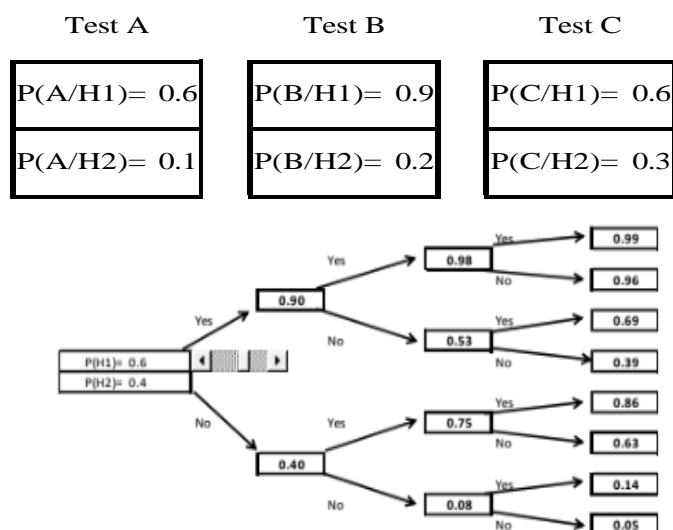 Test A Test B Test C
P(A/H1)= 0.6 P(B/H1)= 0.9 P(C/H1)= 0.6
P(A/H2)= 0.1 P(B/H2)= 0.2 P(C/H2)= 0.3
Yes 0.99
Yes 0.98
No 0.96
0.90
Yes
No 0.53
Yes 0.69
No 0.39
P(H1)= 0.6
P(H2)= 0.4
No
Yes 0.75
Yes 0.86
No 0.63
0.40
No 0.08
Yes 0.14
No 0.05